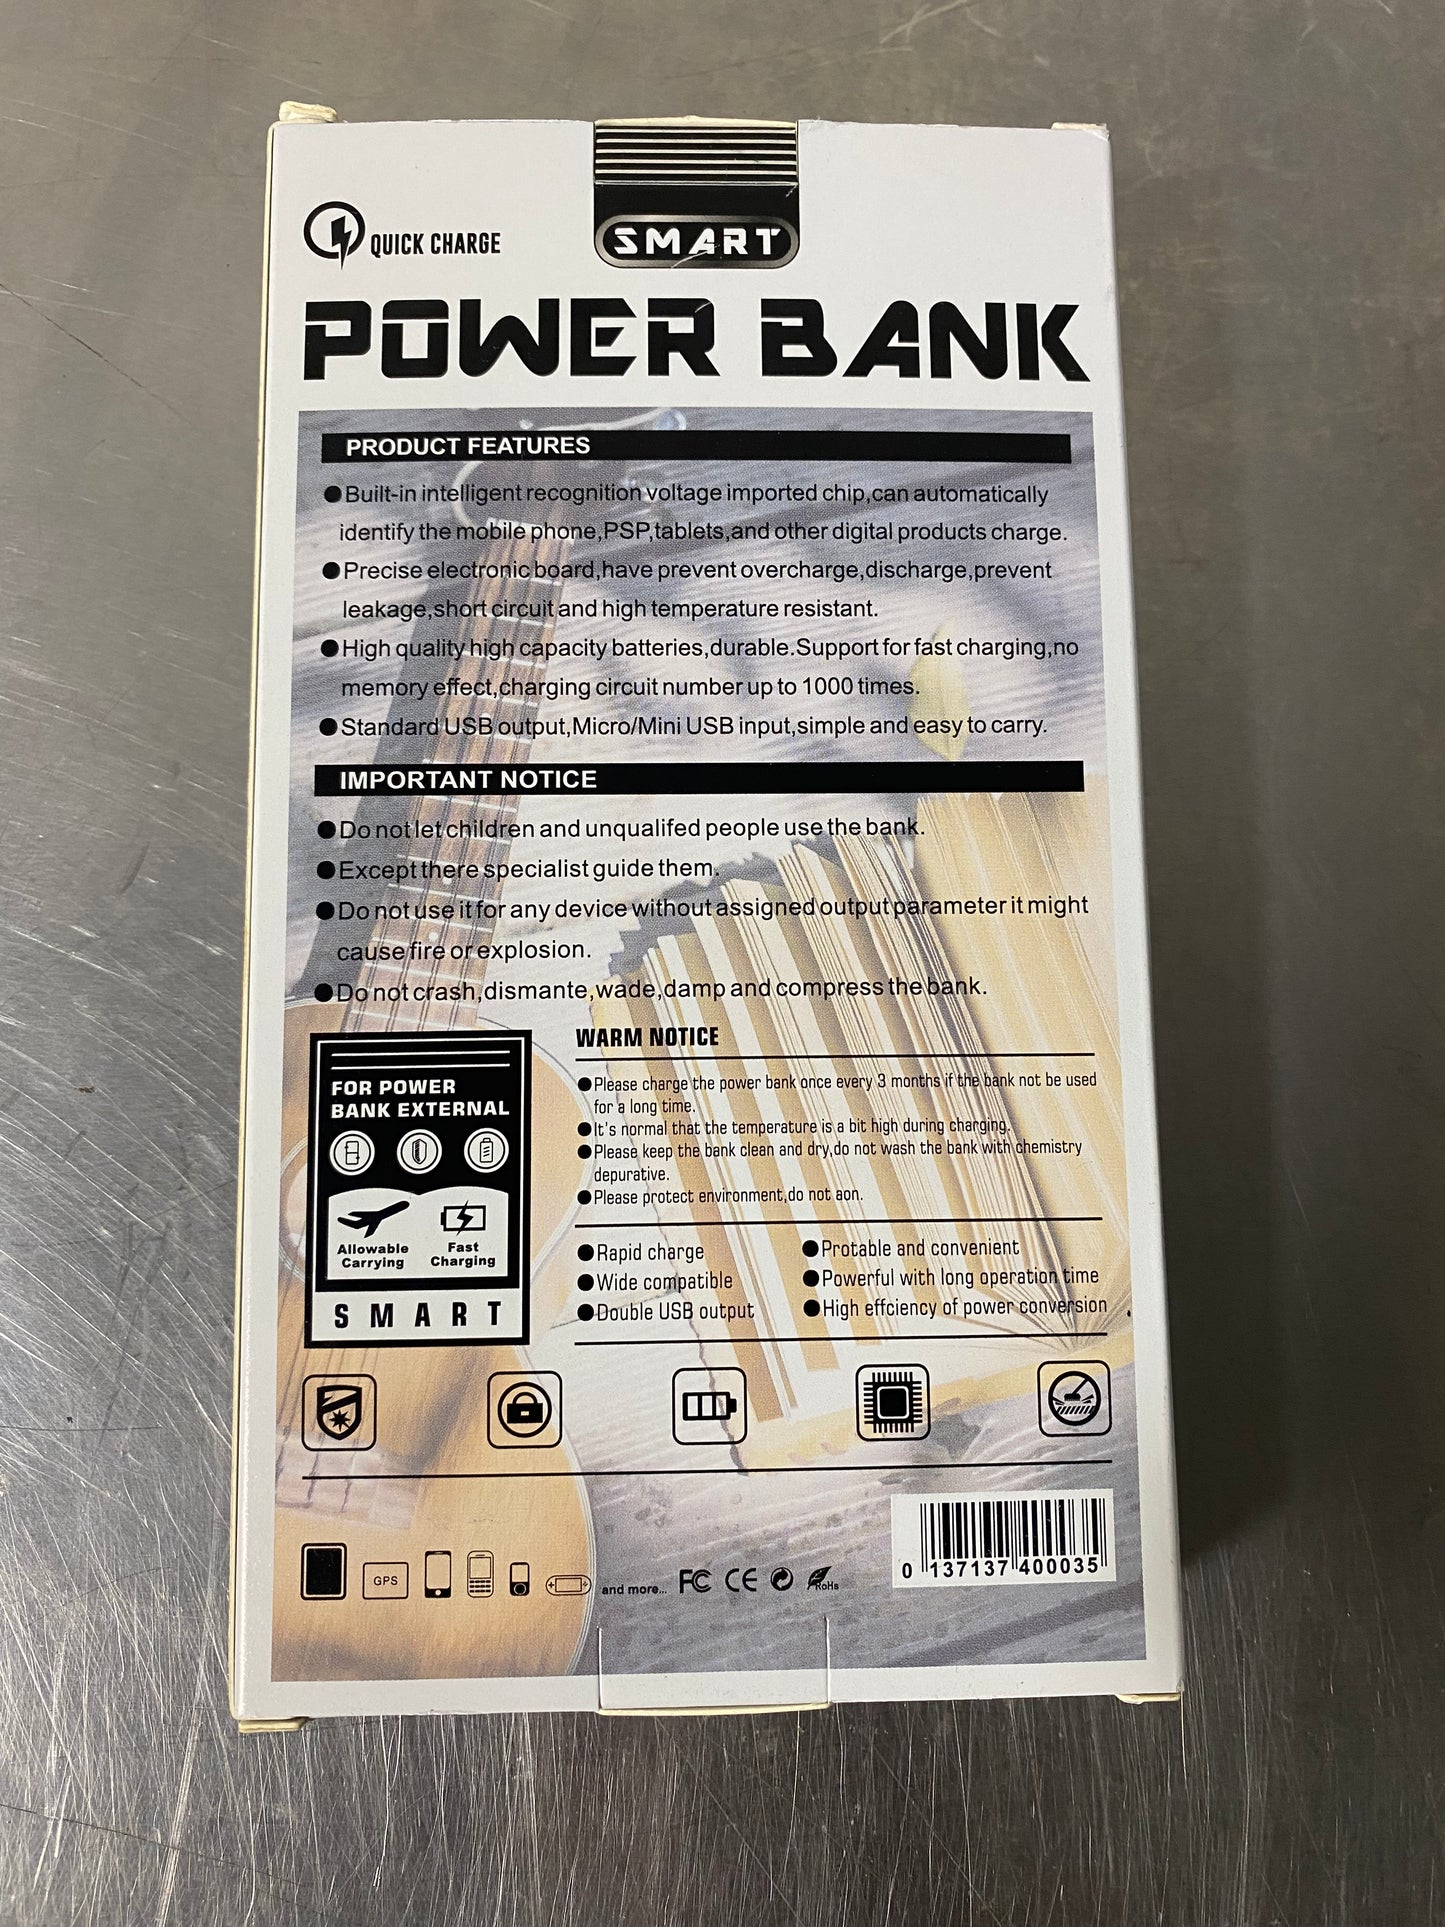 QUICK CHARGE
SMART
POWER BANK
PRODUCT FEATURES
●Built-in intelligent recognition voltage imported chip,can automatically
identify the mobile phone,PSP,tablets,and other digital products charge.
●Precise electronic board,have prevent overcharge,discharge,prevent
leakage,short circuit and high temperature resistant.
●High quality high capacity batteries,durable.Support for fast charging,no
memory effect,charging circuit number up to 1000 times.
●Standard USB output,Micro/Mini USB input,simple and easy to carry.
IMPORTANT NOTICE
●Do not let children and unqualifed people use the bank.
●Except there specialist guide them.
●Do not use it for any device without assigned output parameter it might
cause fire or explosion.
●Do not crash,dismante,wade,damp and compress the bank.
FOR POWER
BANK EXTERNAL
Allowable
Carrying
Fast
Charging
SMART
WARM NOTICE
●Please charge the power bank once every 3 months if the bank not be used
for a long time.
●It's normal that the temperature is a bit high during charging.
●Please keep the bank clean and dry,do not wash the bank with chemistry
depurative.
●Please protect environment,do not aon.
●Rapid charge
●Wide compatible
●Double USB output
●Protable and convenient
●Powerful with long operation time
●High effciency of power conversion
GPS
and more...
FC CE
RoHs
0 137137 400035